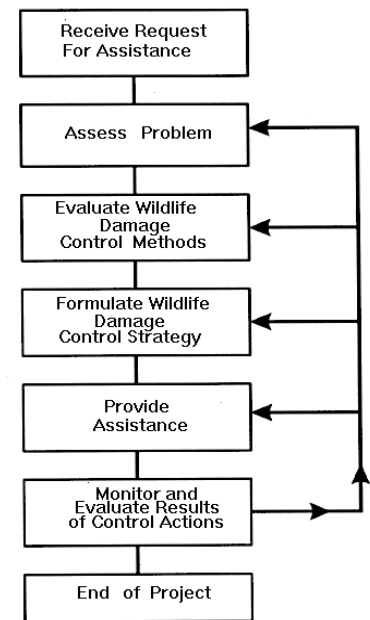 Receive Request
For Assistance
Assess Problem
Evaluate Wildlife
Damage
Control Methods
Formulate Wildlife
Damage
Control Strategy
Provide
Assistance
Monitor and
Evaluate Results
of Control Actions
End of Project